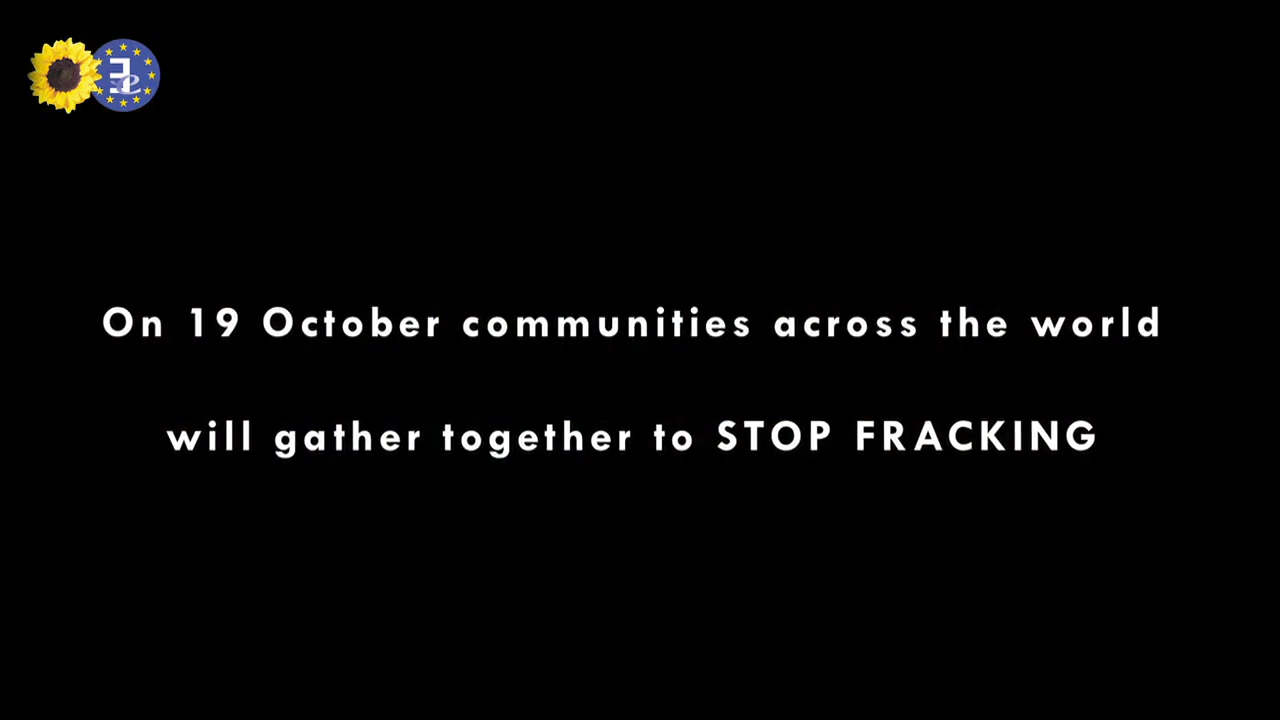 On 19 October communities across the world
will gather together to STOP FRACKING